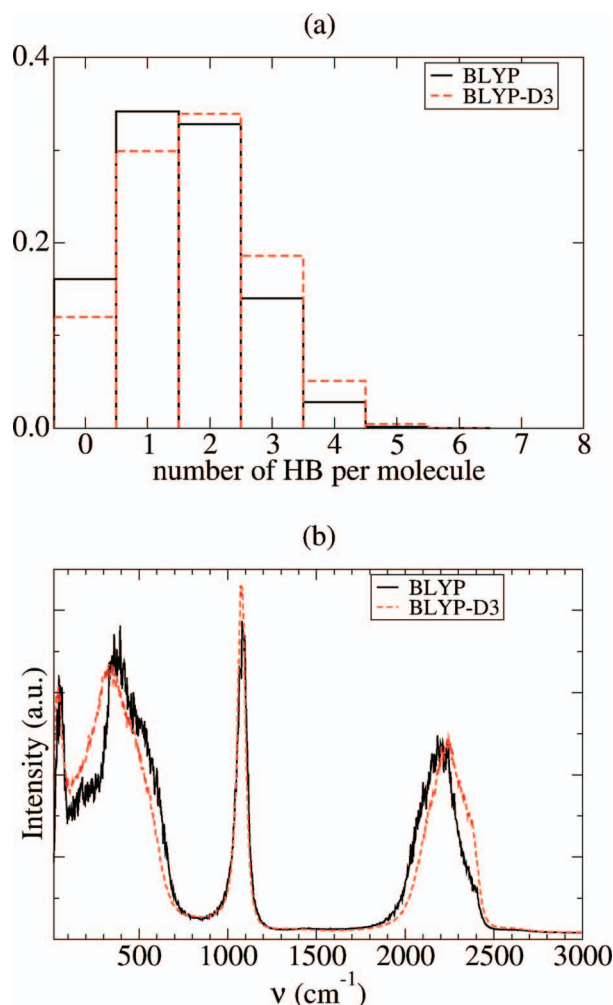 (a)
0.4
BLYP
BLYP-D3
0.2
0.0
0 1 2 3 4 5 6 7 8
number of HB per molecule
(b)
BLYP
BLYP-D3
Intensity (a.u.)
500 1000 1500 2000 2500 3000
ν (cm⁻¹)